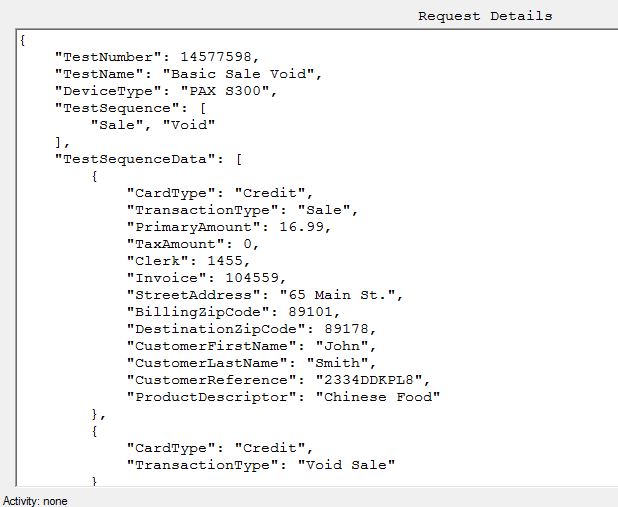 Request Details
{
    "TestNumber": 14577598,
    "TestName": "Basic Sale Void",
    "DeviceType": "PAX S300",
    "TestSequence": [
        "Sale", "Void"
    ],
    "TestSequenceData": [
        {
            "CardType": "Credit",
            "TransactionType": "Sale",
            "PrimaryAmount": 16.99,
            "TaxAmount": 0,
            "Clerk": 1455,
            "Invoice": 104559,
            "StreetAddress": "65 Main St.",
            "BillingZipCode": 89101,
            "DestinationZipCode": 89178,
            "CustomerFirstName": "John",
            "CustomerLastName": "Smith",
            "CustomerReference": "2334DDKPL8",
            "ProductDescriptor": "Chinese Food"
        },
        {
            "CardType": "Credit",
            "TransactionType": "Void Sale"
        }
Activity: none